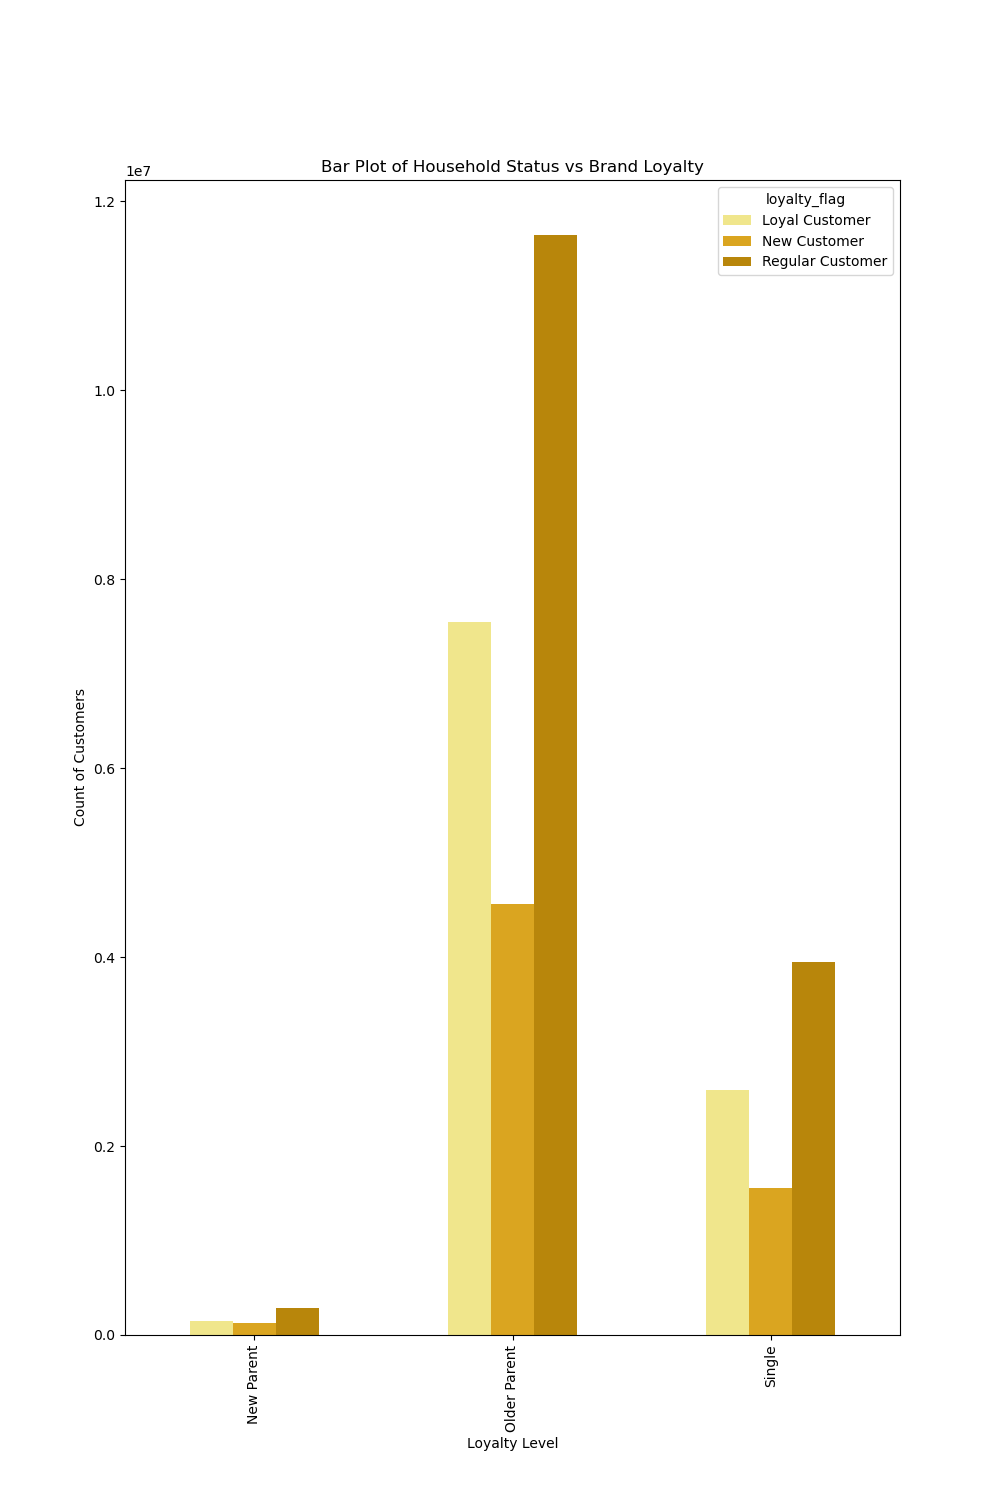 Bar Plot of Household Status vs Brand Loyalty
1e7
loyalty_flag
Loyal Customer
New Customer
Regular Customer
1.2
1.0
0.8
0.6
0.4
0.2
0.0
Count of Customers
New Parent
Older Parent
Single
Loyalty Level